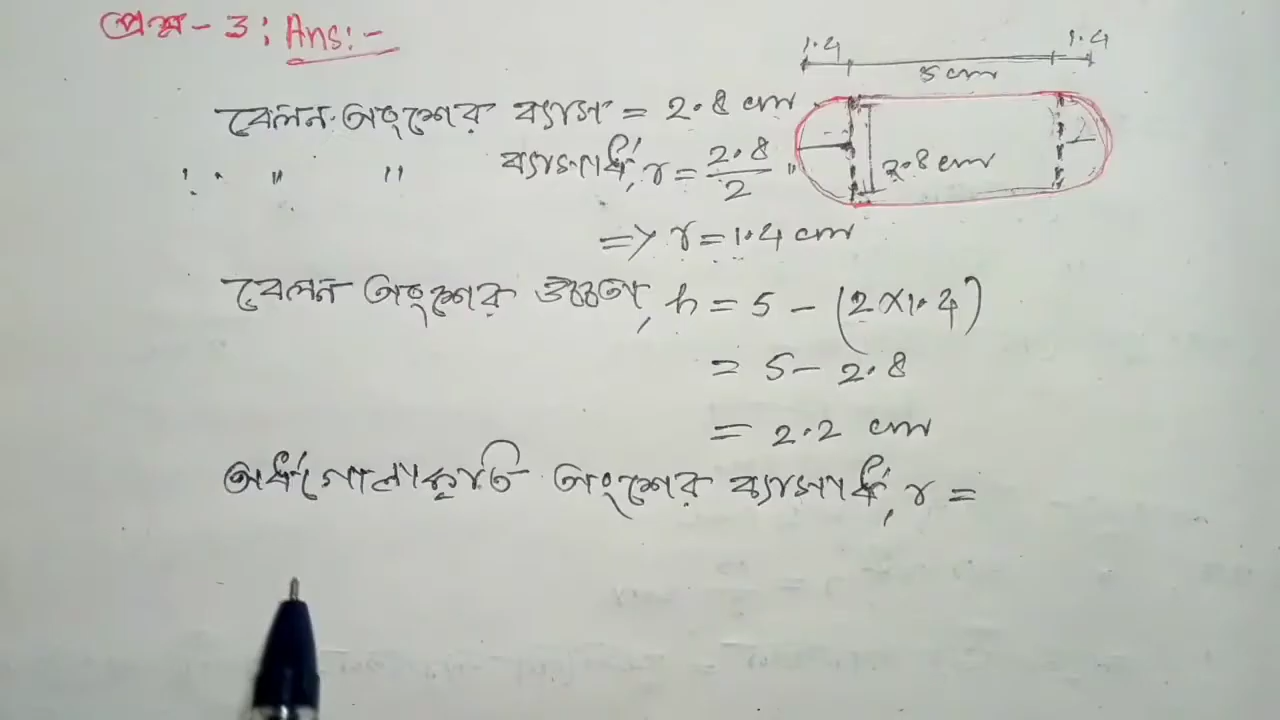 প্রশ্ন - 3 ; Ans :-
1.4 1.4
5 cm
বেলন অংশের ব্যাস = 2.8 cm
∴ " " ব্যাসাৰ্ধ, r = 2.8/2 "
2.8 cm
=> r = 1.4 cm
বেলন অংশের উচ্চতা, h = 5 - (2×1.4)
= 5 - 2.8
= 2.2 cm
অৰ্ধগোলাকৃতি অংশের ব্যাসাৰ্ধ, r =